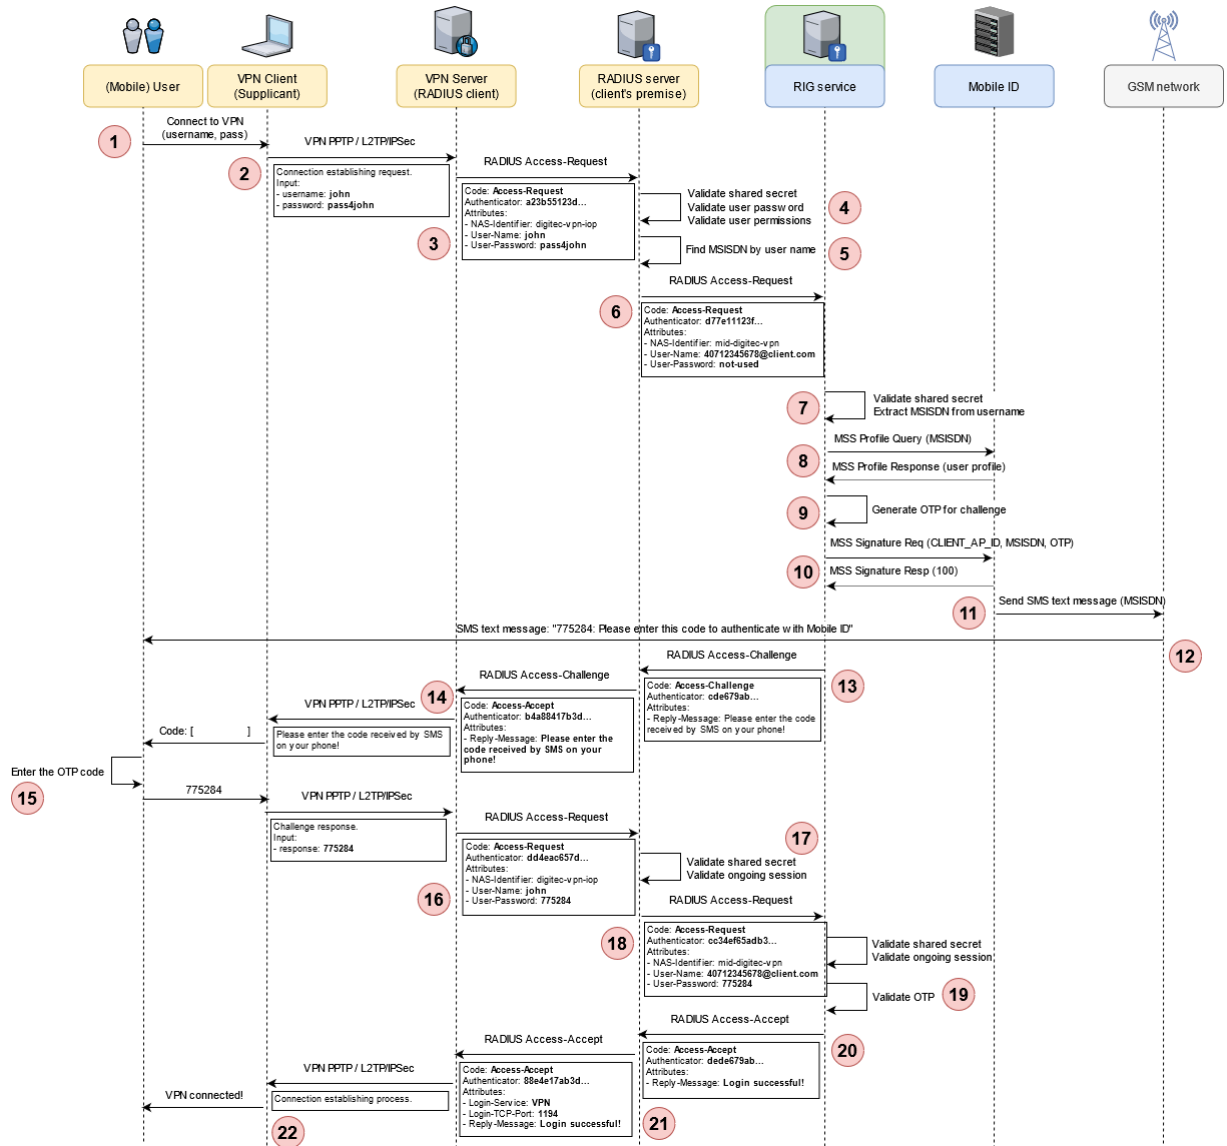 (Mobile) User
VPN Client
(Supplicant)
VPN Server
(RADIUS client)
RADIUS server
(client's premise)
RIG service
Mobile ID
GSM network
1
Connect to VPN
(username, pass)
2
VPN PPTP / L2TP/IPSec
Connection establishing request.
Input:
- username: john
- password: pass4john
3
RADIUS Access-Request
Code: Access-Request
Authenticator: a23b55123d...
Attributes:
- NAS-Identifier: digitec-vpn-iop
- User-Name: john
- User-Password: pass4john
Validate shared secret
Validate user password
Validate user permissions
4
Find MSISDN by user name
5
RADIUS Access-Request
6
Code: Access-Request
Authenticator: d77e11123f...
Attributes:
- NAS-Identifier: mid-digitec-vpn
- User-Name: 40712345678@client.com
- User-Password: not-used
7
Validate shared secret
Extract MSISDN from username
MSS Profile Query (MSISDN)
8
MSS Profile Response (user profile)
9
Generate OTP for challenge
MSS Signature Req (CLIENT_AP_ID, MSISDN, OTP)
10
MSS Signature Resp (100)
11
Send SMS text message (MSISDN)
SMS text message: "775284: Please enter this code to authenticate with Mobile ID"
12
RADIUS Access-Challenge
13
Code: Access-Challenge
Authenticator: cde679ab...
Attributes:
- Reply-Message: Please enter the code
received by SMS on your phone!
RADIUS Access-Challenge
14
Code: Access-Accept
Authenticator: b4a88417b3d...
Attributes:
- Reply-Message: Please enter the
code received by SMS on your
phone!
VPN PPTP / L2TP/IPSec
Please enter the code received by SMS
on your phone!
Code: [ ]
Enter the OTP code
15
775284
VPN PPTP / L2TP/IPSec
Challenge response.
Input:
- response: 775284
RADIUS Access-Request
16
Code: Access-Request
Authenticator: dd4eac657d...
Attributes:
- NAS-Identifier: digitec-vpn-iop
- User-Name: john
- User-Password: 775284
17
Validate shared secret
Validate ongoing session
RADIUS Access-Request
18
Code: Access-Request
Authenticator: cc34ef65adb3...
Attributes:
- NAS-Identifier: mid-digitec-vpn
- User-Name: 40712345678@client.com
- User-Password: 775284
Validate shared secret
Validate ongoing session
Validate OTP
19
RADIUS Access-Accept
20
Code: Access-Accept
Authenticator: dede679ab...
Attributes:
- Reply-Message: Login successful!
RADIUS Access-Accept
21
Code: Access-Accept
Authenticator: 88e4e17ab3d...
Attributes:
- Login-Service: VPN
- Login-TCP-Port: 1194
- Reply-Message: Login successful!
VPN PPTP / L2TP/IPSec
Connection establishing process.
VPN connected!
22